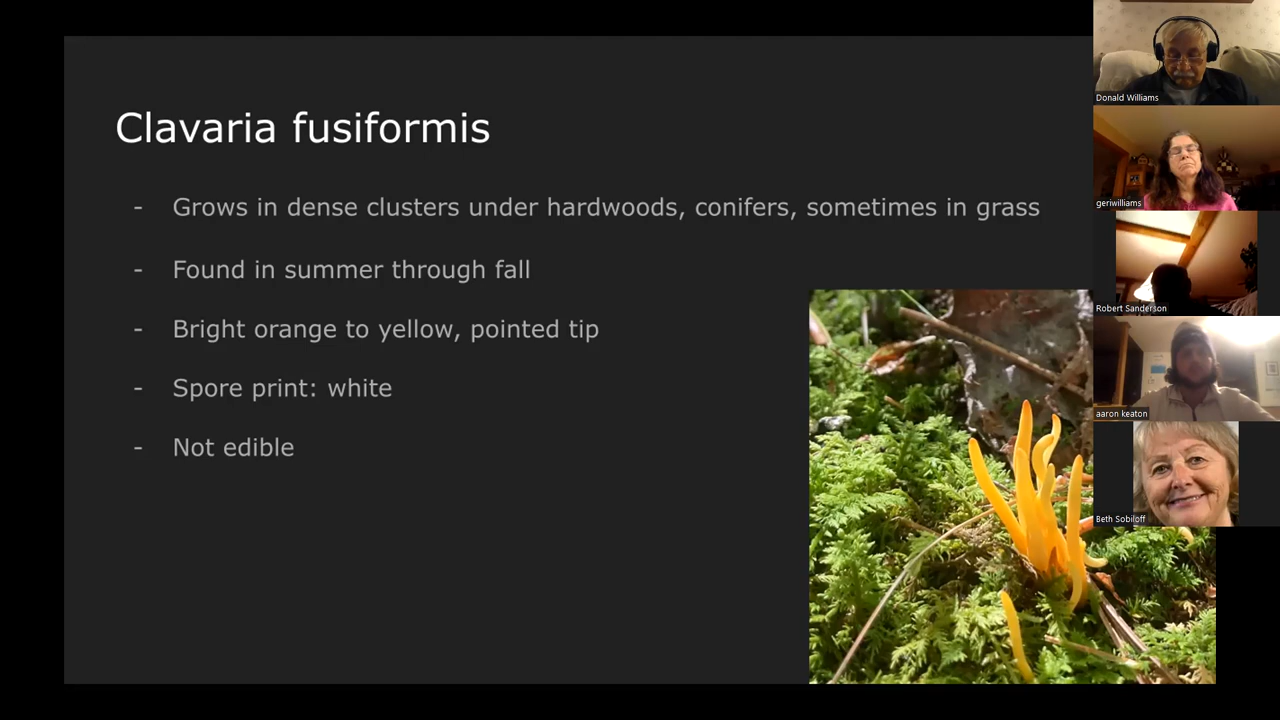 Clavaria fusiformis
- Grows in dense clusters under hardwoods, conifers, sometimes in grass
- Found in summer through fall
- Bright orange to yellow, pointed tip
- Spore print: white
- Not edible
Donald Williams
geriwilliams
Robert Sanderson
aaron keaton
Beth Sobiloff